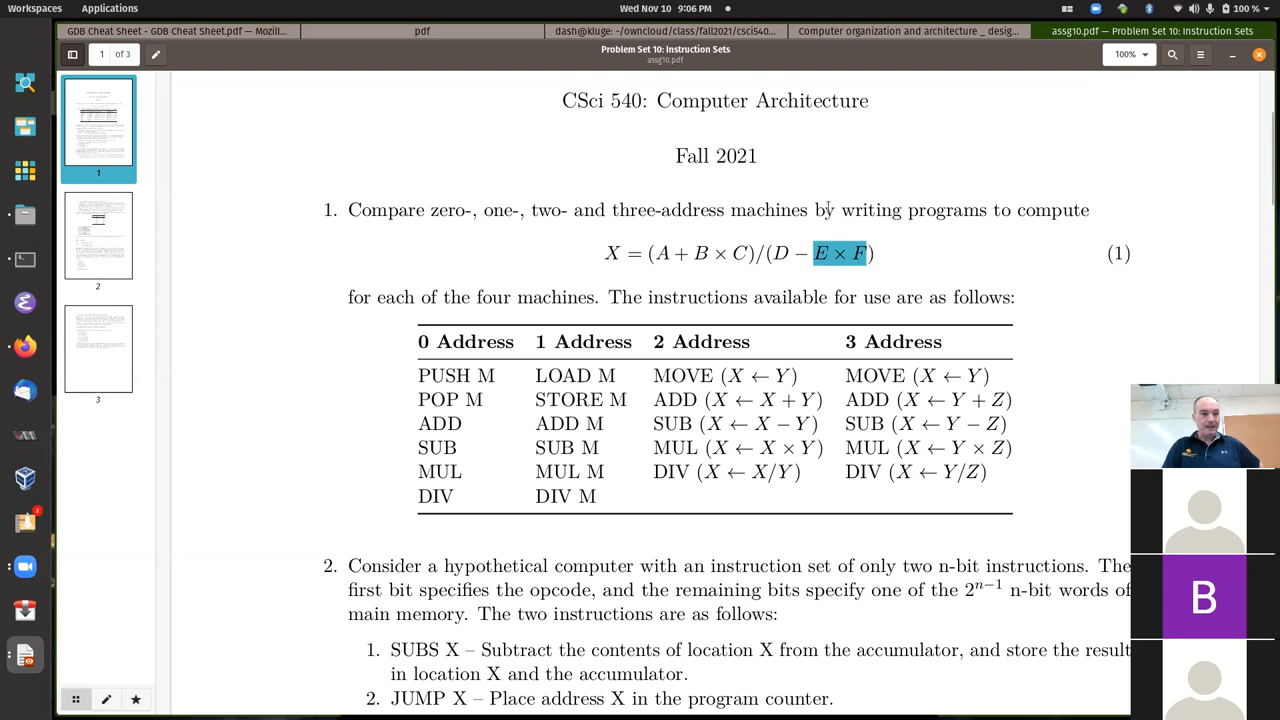 Workspaces Applications Wed Nov 10 9:06 PM 100 %
GDB Cheat Sheet - GDB Cheat Sheet.pdf — Mozill... pdf dash@kluge: ~/owncloud/class/fall2021/csci540... Computer organization and architecture _ desig... assg10.pdf — Problem Set 10: Instruction Sets
1 of 3 Problem Set 10: Instruction Sets 100%
assg10.pdf
CSci 540: Computer Architecture
Fall 2021
1. Compare zero-, one-, two- and three-address machines by writing programs to compute
X = (A + B × C)/(D − E × F) (1)
for each of the four machines. The instructions available for use are as follows:
0 Address 1 Address 2 Address 3 Address
PUSH M LOAD M MOVE (X ← Y) MOVE (X ← Y)
POP M STORE M ADD (X ← X + Y) ADD (X ← Y + Z)
ADD ADD M SUB (X ← X − Y) SUB (X ← Y − Z)
SUB SUB M MUL (X ← X × Y) MUL (X ← Y × Z)
MUL MUL M DIV (X ← X/Y) DIV (X ← Y/Z)
DIV DIV M
2. Consider a hypothetical computer with an instruction set of only two n-bit instructions. The
first bit specifies the opcode, and the remaining bits specify one of the 2^{n−1} n-bit words of
main memory. The two instructions are as follows:
1. SUBS X – Subtract the contents of location X from the accumulator, and store the result
in location X and the accumulator.
2. JUMP X – Place address X in the program counter.
1
2
3
2
B